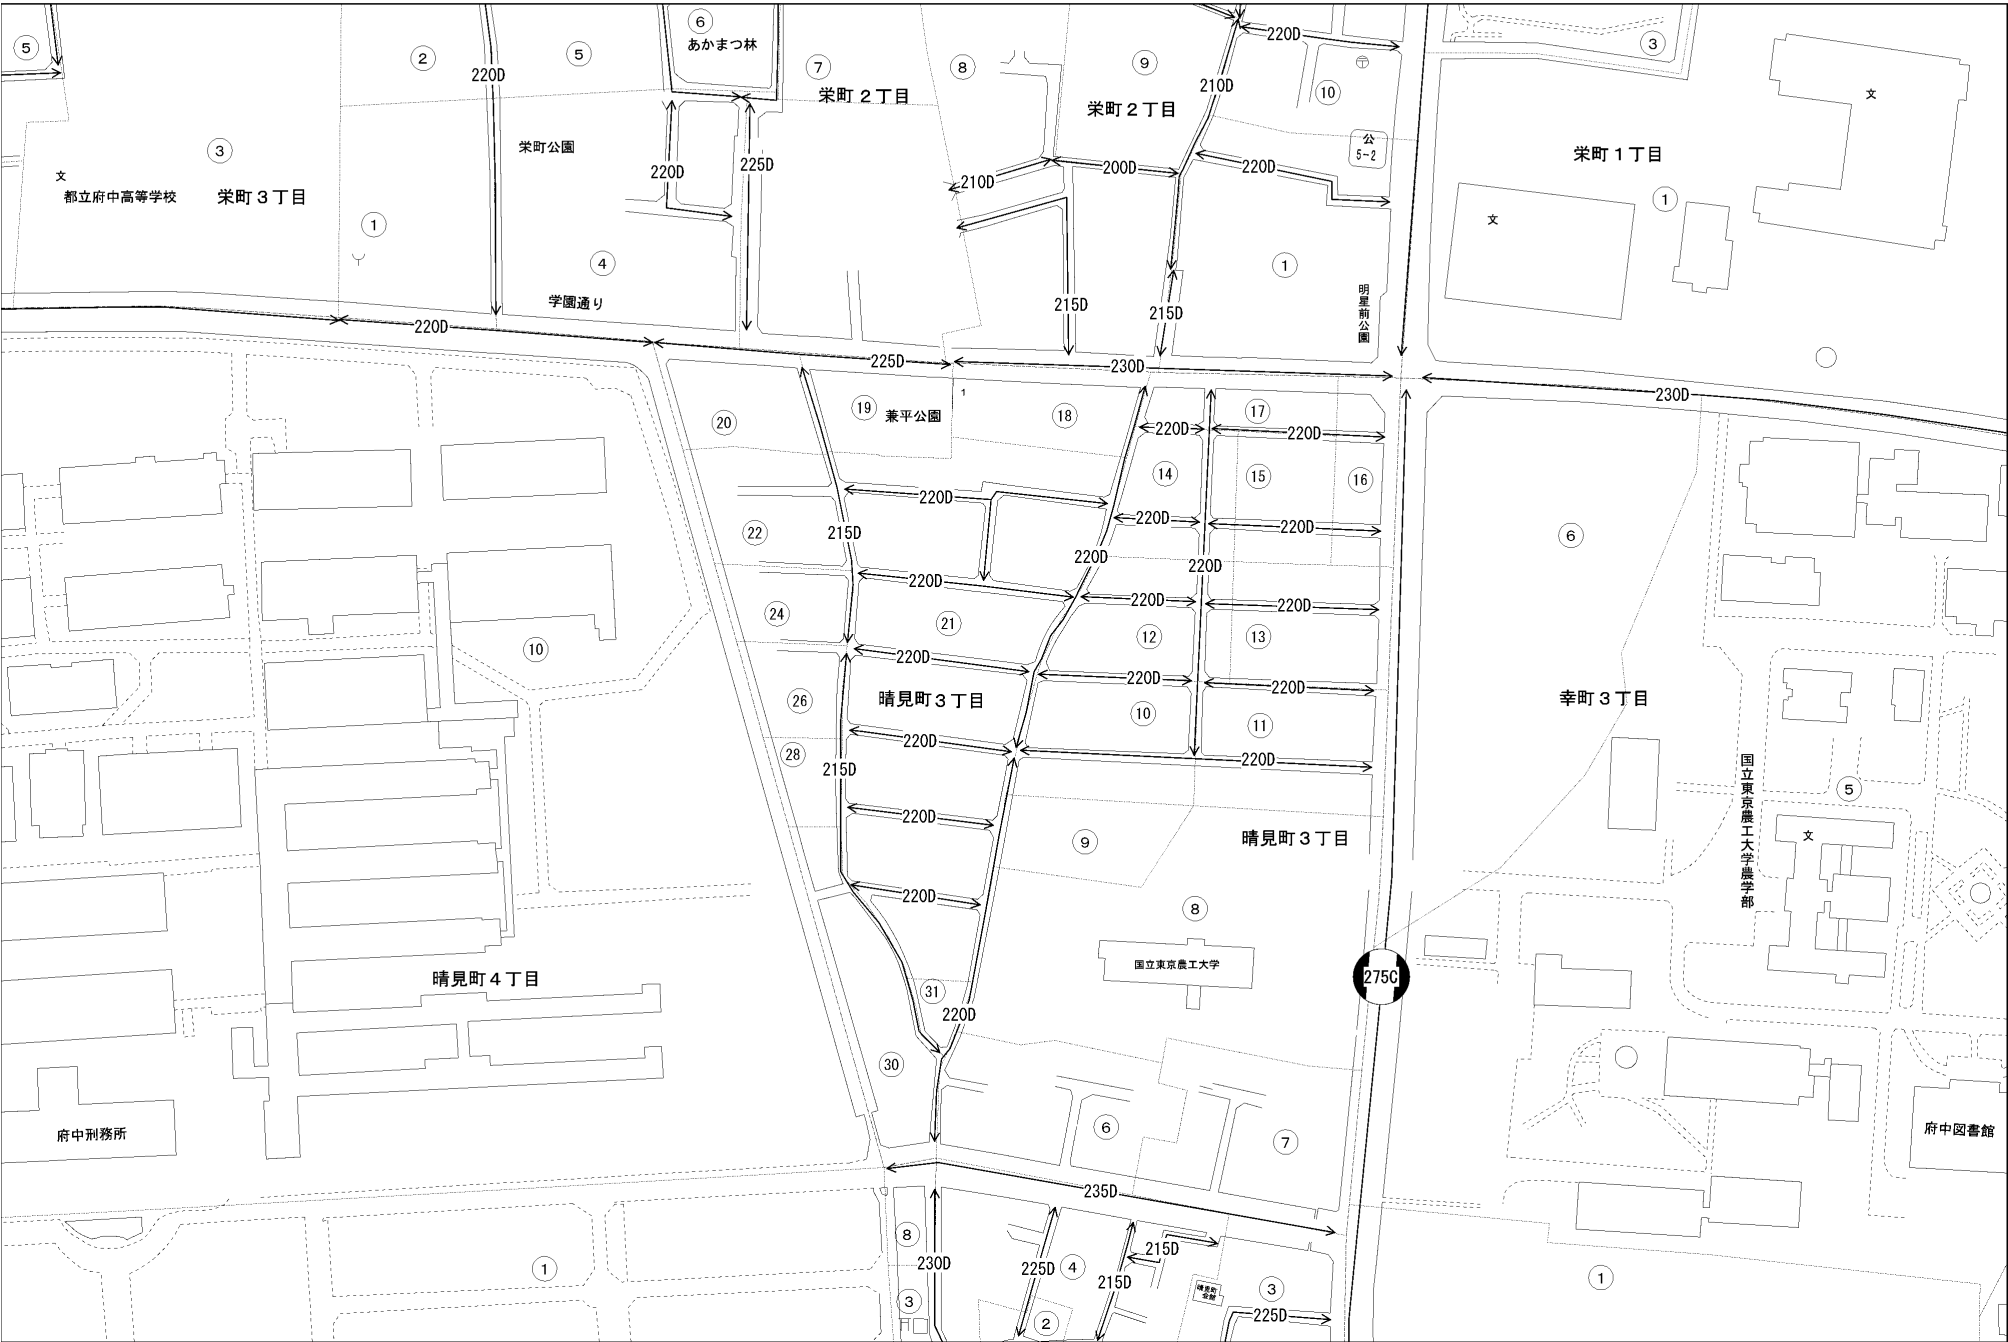 ⑤
②
⑤
⑥
あかまつ林
⑦
⑧
⑨
220D
③
220D
210D
⑩
栄町2丁目
栄町2丁目
文
公
5-2
栄町1丁目
③
栄町公園
文
都立府中高等学校
栄町3丁目
220D
225D
210D
200D
220D
①
①
文
④
①
学園通り
215D
215D
明星前公園
220D
225D
230D
230D
⑳
⑲
兼平公園
1
⑱
⑰
220D
220D
⑭
⑮
⑯
220D
220D
220D
㉒
215D
⑥
220D
220D
220D
220D
220D
㉔
㉑
⑫
⑬
⑩
220D
220D
220D
㉖
晴見町3丁目
⑩
⑪
幸町3丁目
㉘
220D
220D
215D
国立東京農工大学農学部
⑤
220D
⑨
晴見町3丁目
文
220D
⑧
国立東京農工大学
275C
晴見町4丁目
㉛
220D
㉚
府中刑務所
⑥
⑦
府中図書館
235D
⑧
230D
225D
④
215D
215D
①
③
晴見町
会館
③
①
②
225D